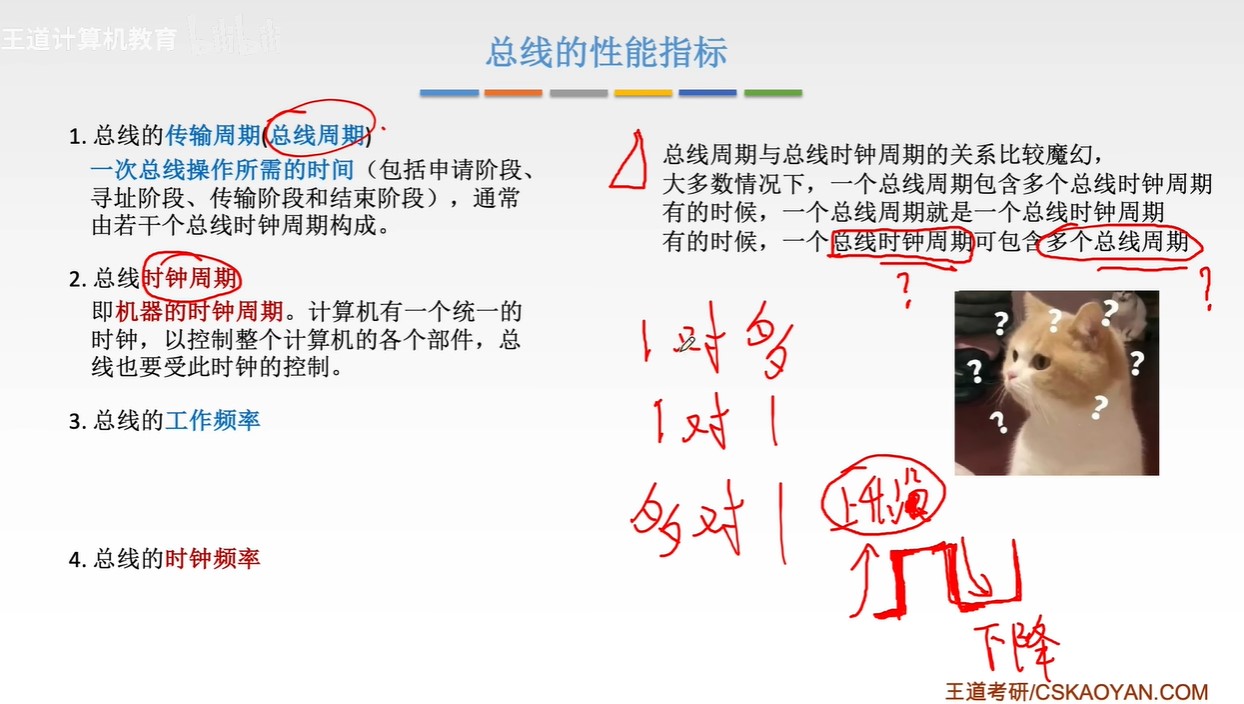 王道计算机教育
总线的性能指标
1. 总线的传输周期(总线周期)
一次总线操作所需的时间（包括申请阶段、
寻址阶段、传输阶段和结束阶段），通常
由若干个总线时钟周期构成。
2. 总线时钟周期
即机器的时钟周期。计算机有一个统一的
时钟，以控制整个计算机的各个部件，总
线也要受此时钟的控制。
3. 总线的工作频率
4. 总线的时钟频率
总线周期与总线时钟周期的关系比较魔幻，
大多数情况下，一个总线周期包含多个总线时钟周期
有的时候，一个总线周期就是一个总线时钟周期
有的时候，一个总线时钟周期可包含多个总线周期
? ?
? ? ? ? ? ? ?
1 对 多
1 对 1
多 对 1
上升沿
下降
王道考研/CSKAOYAN.COM